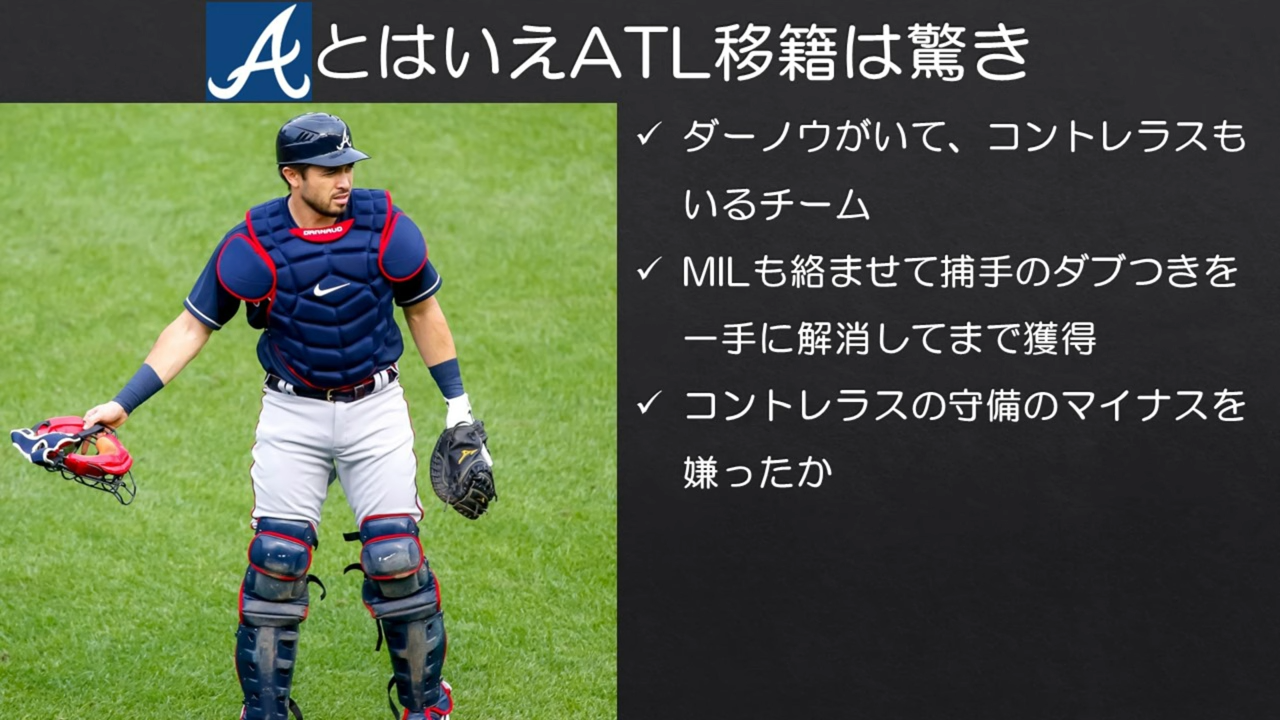 とはいえATL移籍は驚き
✓ ダーノウがいて、コントレラスも
いるチーム
✓ MILも絡ませて捕手のダブつきを
一手に解消してまで獲得
✓ コントレラスの守備のマイナスを
嫌ったか
A
A
DARNAUD